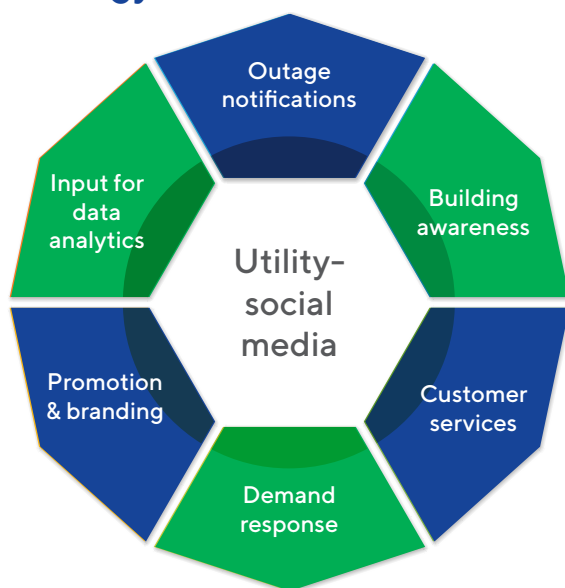 Outage
notifications
Building
awareness
Customer
services
Demand
response
Promotion
& branding
Input for
data
analytics
Utility-
social
media